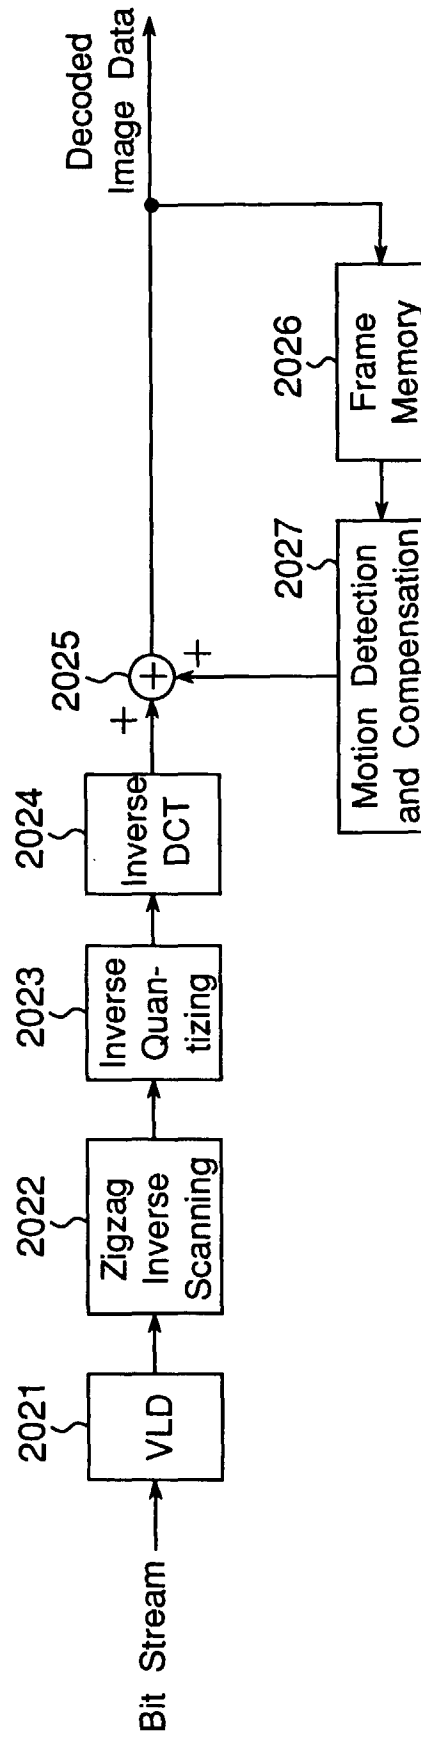 Bit Stream
2021
VLD
2022
Zigzag
Inverse
Scanning
2023
Inverse
Quan-
tizing
2024
Inverse
DCT
2025
+
+
+
Decoded
Image Data
2026
Frame
Memory
2027
Motion Detection
and Compensation